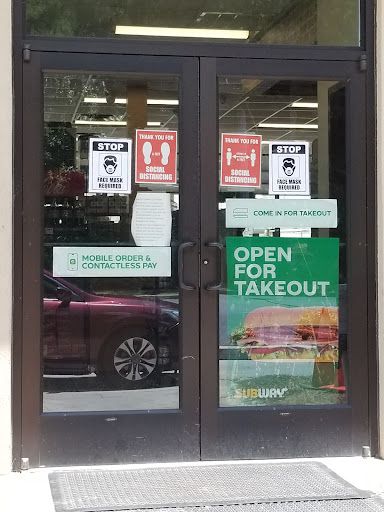 STOP
FACE MASK
REQUIRED
THANK YOU FOR
SOCIAL
DISTANCING
MOBILE ORDER &
CONTACTLESS PAY
THANK YOU FOR
SOCIAL
DISTANCING
STOP
FACE MASK
REQUIRED
COME IN FOR TAKEOUT
OPEN
FOR
TAKEOUT
SUBWAY